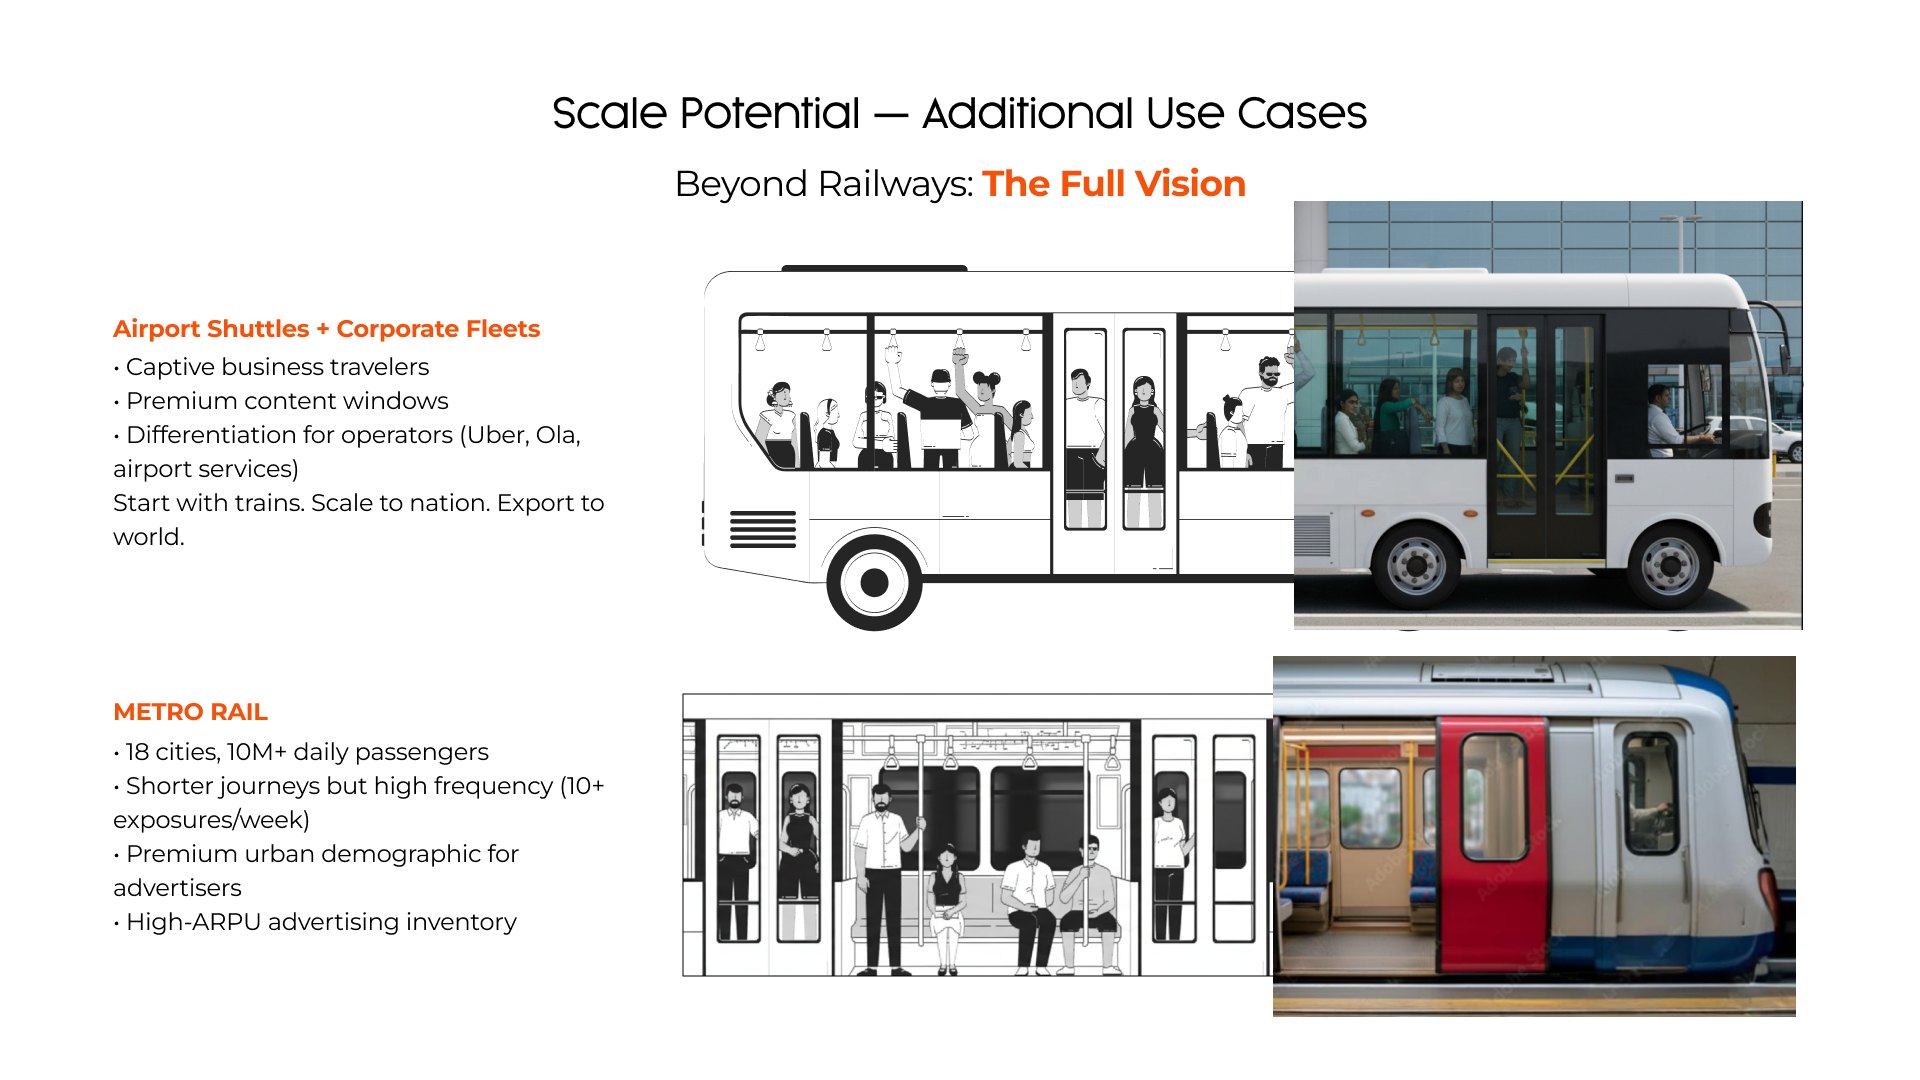 Scale Potential — Additional Use Cases
Beyond Railways: The Full Vision
Airport Shuttles + Corporate Fleets
• Captive business travelers
• Premium content windows
• Differentiation for operators (Uber, Ola,
airport services)
Start with trains. Scale to nation. Export to
world.
METRO RAIL
• 18 cities, 10M+ daily passengers
• Shorter journeys but high frequency (10+
exposures/week)
• Premium urban demographic for
advertisers
• High-ARPU advertising inventory
Adobe Stock